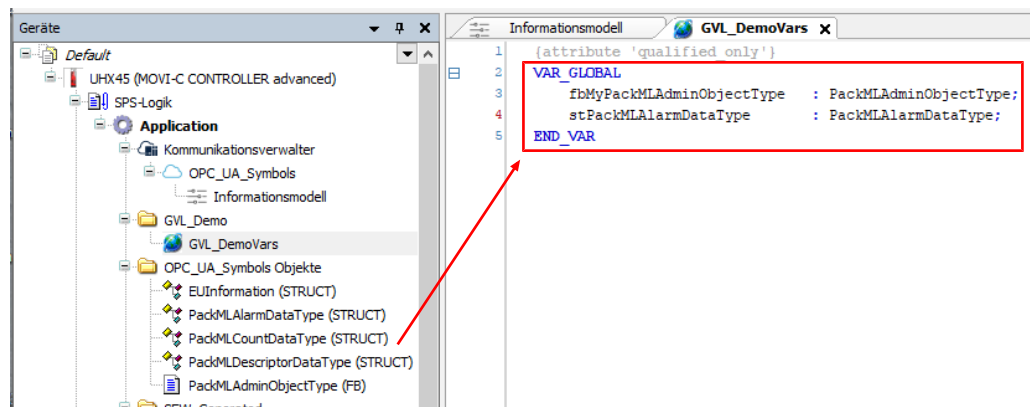 Geräte
Default
UHX45 (MOVI-C CONTROLLER advanced)
SPS-Logik
Application
Kommunikationsverwalter
OPC_UA_Symbols
Informationsmodell
GVL_Demo
GVL_DemoVars
OPC_UA_Symbols Objekte
EUInformation (STRUCT)
PackMLAlarmDataType (STRUCT)
PackMLCountDataType (STRUCT)
PackMLDescriptorDataType (STRUCT)
PackMLAdminObjectType (FB)
Informationsmodell GVL_DemoVars X
1 {attribute 'qualified_only'}
2 VAR_GLOBAL
3 fbMyPackMLAdminObjectType : PackMLAdminObjectType;
4 stPackMLAlarmDataType : PackMLAlarmDataType;
5 END_VAR